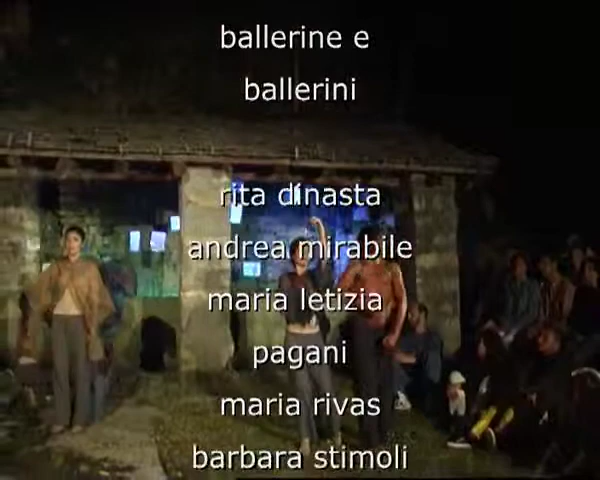 ballerine e
ballerini
rita dinasta
andrea mirabile
maria letizia
pagani
maria rivas
barbara stimoli